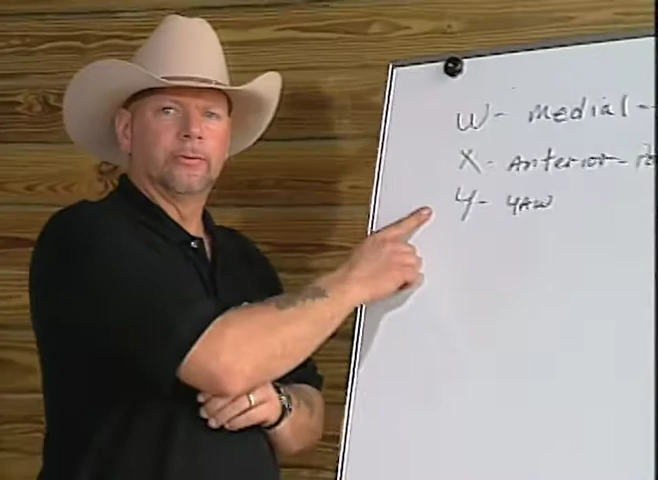 W - medial -
X - Anterior -
Y - YAW